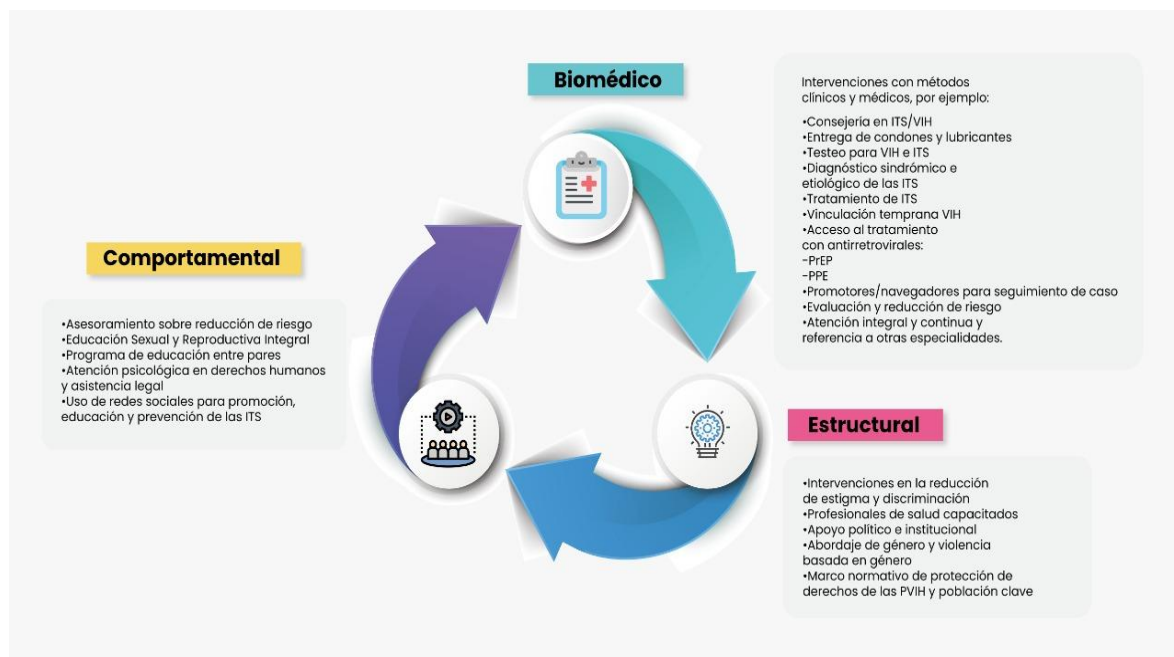 Biomédico
Intervenciones con métodos
clínicos y médicos, por ejemplo:
•Consejeria en ITS/VIH
•Entrega de condones y lubricantes
•Testeo para VIH e ITS
•Diagnóstico sindrómico e
etiológico de las ITS
•Tratamiento de ITS
•Vinculación temprana VIH
•Acceso al tratamiento
con antirretrovirales:
-PrEP
-PPE
•Promotores/navegadores para seguimiento de caso
•Evaluación y reducción de riesgo
•Atención integral y continua y
referencia a otras especialidades.
Comportamental
•Asesoramiento sobre reducción de riesgo
•Educación Sexual y Reproductiva Integral
•Programa de educación entre pares
•Atención psicológica en derechos humanos
y asistencia legal
•Uso de redes sociales para promoción,
educación y prevención de las ITS
Estructural
•Intervenciones en la reducción
de estigma y discriminación
•Profesionales de salud capacitados
•Apoyo político e institucional
•Abordaje de género y violencia
basada en género
•Marco normativo de protección de
derechos de las PVIH y población clave